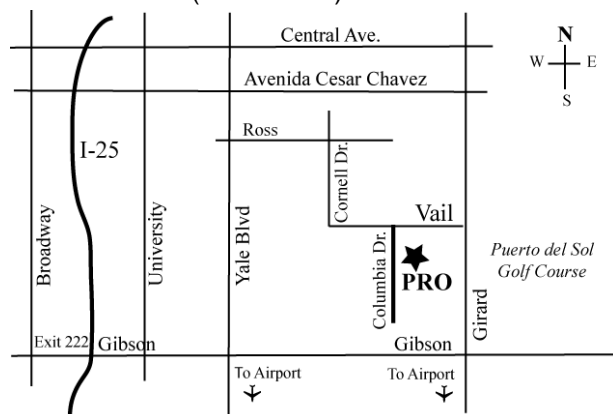 Central Ave.
N
W
E
S
Avenida Cesar Chavez
Ross
I-25
Cornell Dr.
Vail
Broadway
University
Yale Blvd
Columbia Dr.
PRO
Puerto del Sol
Golf Course
Girard
Exit 222
Gibson
Gibson
To Airport
To Airport